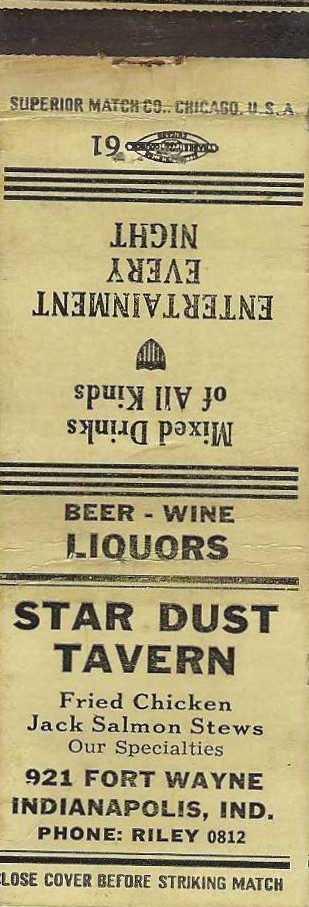 SUPERIOR MATCH CO., CHICAGO, U.S.A.
61
Mixed Drinks
of All Kinds
ENTERTAINMENT
EVERY
NIGHT
BEER - WINE
LIQUORS
STAR DUST
TAVERN
Fried Chicken
Jack Salmon Stews
Our Specialties
921 FORT WAYNE
INDIANAPOLIS, IND.
PHONE: RILEY 0812
CLOSE COVER BEFORE STRIKING MATCH